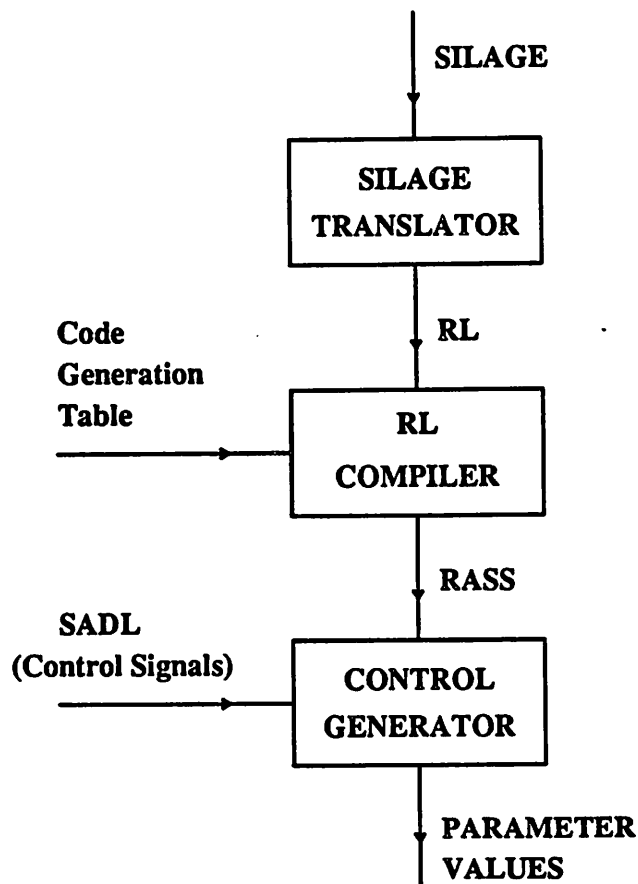 SILAGE
SILAGE
TRANSLATOR
RL
Code
Generation
Table
RL
COMPILER
RASS
SADL
(Control Signals)
CONTROL
GENERATOR
PARAMETER
VALUES